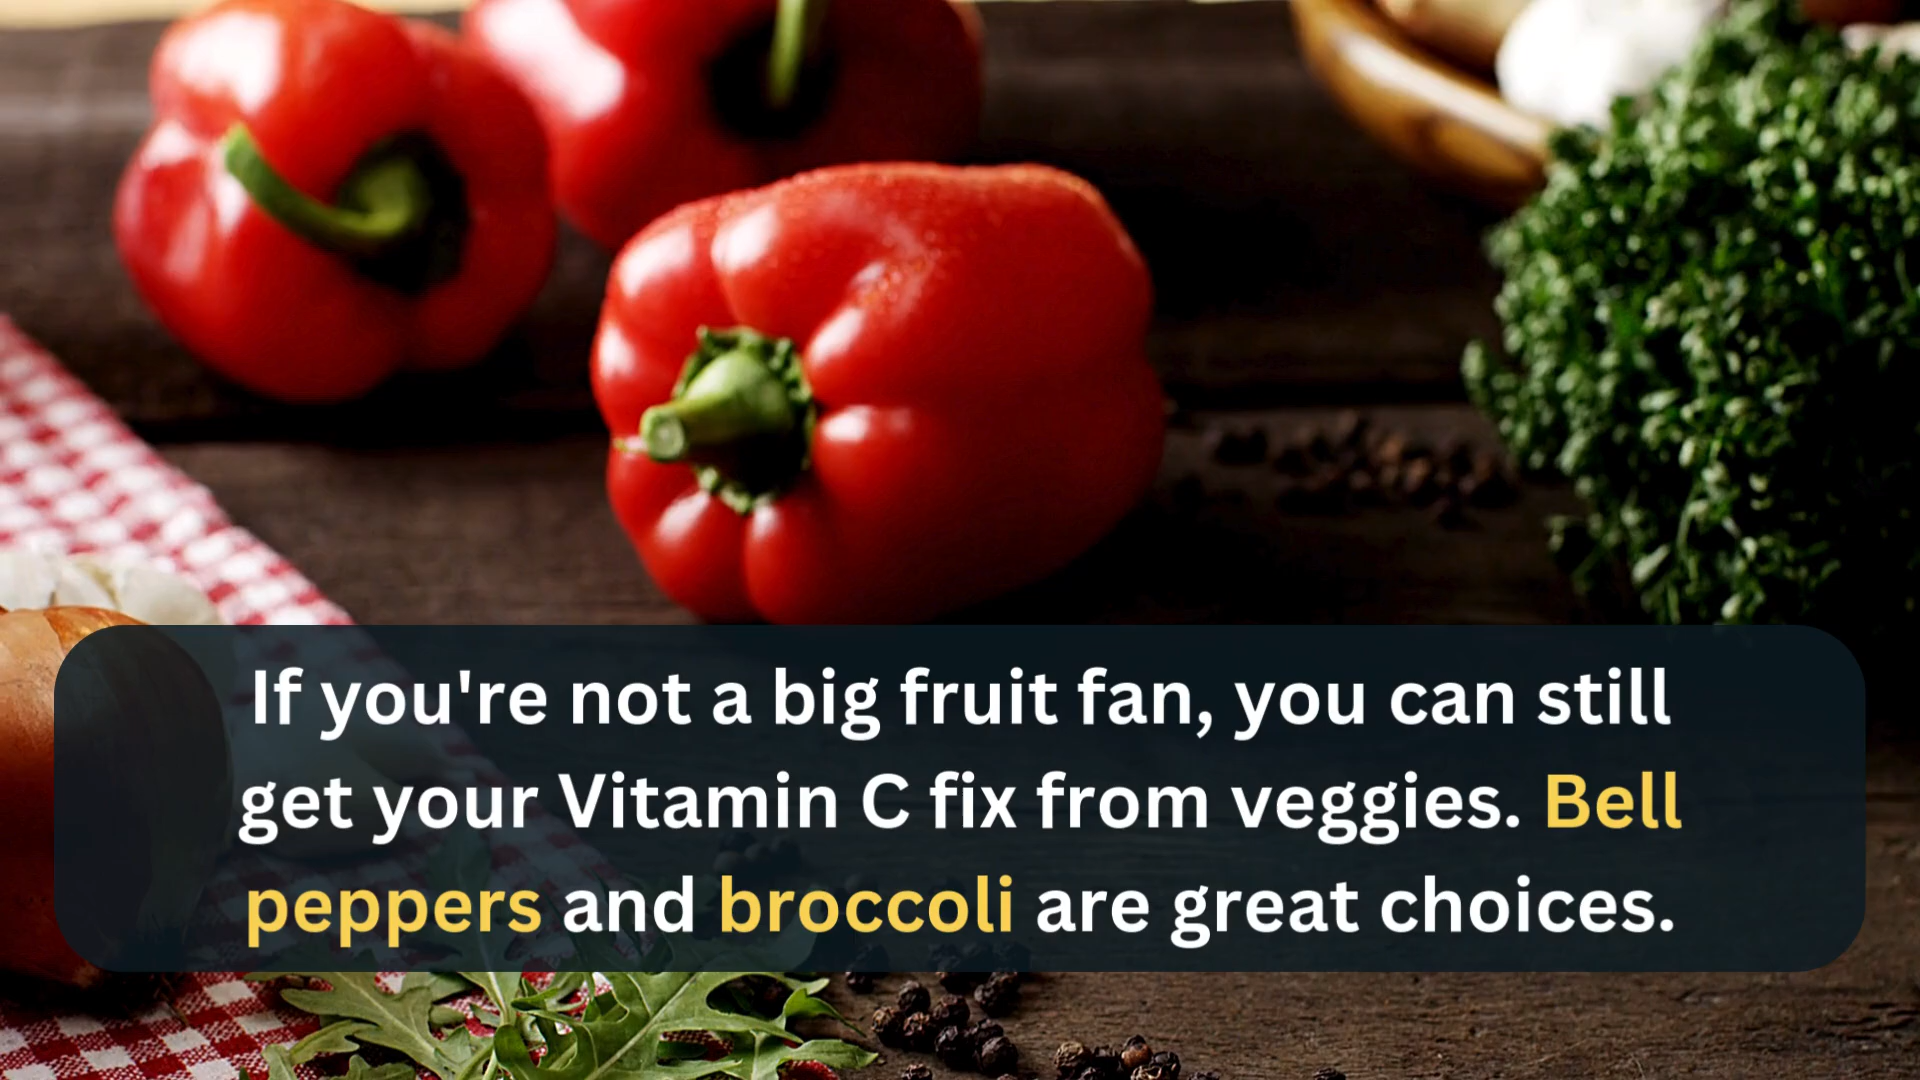 If you're not a big fruit fan, you can still
get your Vitamin C fix from veggies. Bell
peppers and broccoli are great choices.